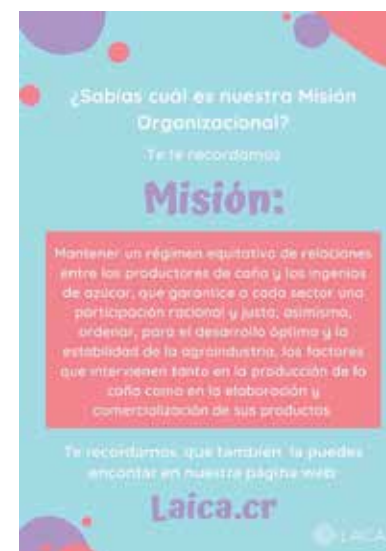 ¿Sabías cuál es nuestra Misión
Organizacional?
Te te recordamos
Misión:
Mantener un régimen equitativo de relaciones
entre los productores de caña y los ingenios
de azúcar, que garantice a cada sector una
participación racional y justa; asimismo,
ordenar, para el desarrollo óptimo y la
estabilidad de la agroindustria, los factores
que intervienen tanto en la producción de la
caña como en la elaboración y
comercialización de sus productos
Te recordamos, que también la puedes
encontar en nuestra página web:
Laica.cr
LAICA